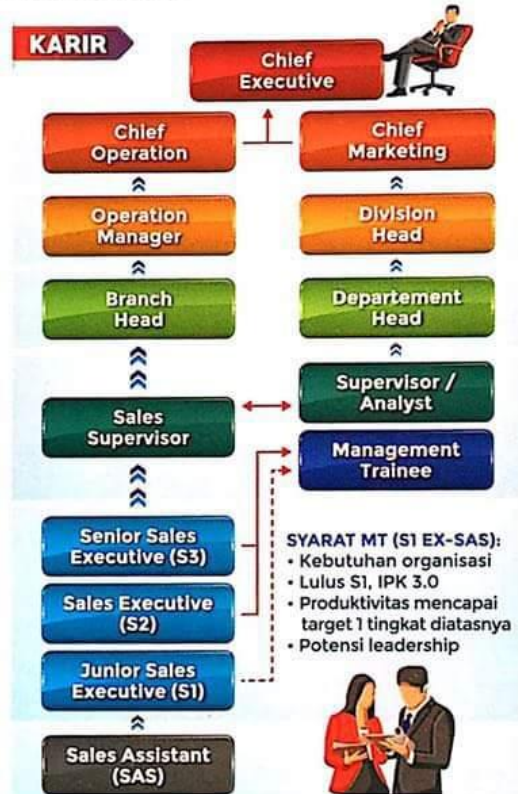 KARIR
Chief
Executive
Chief
Operation
Chief
Marketing
Operation
Manager
Division
Head
Branch
Head
Departement
Head
Sales
Supervisor
Supervisor /
Analyst
Management
Trainee
Senior Sales
Executive (S3)
Sales Executive
(S2)
Junior Sales
Executive (S1)
Sales Assistant
(SAS)
SYARAT MT (S1 EX-SAS):
• Kebutuhan organisasi
• Lulus S1, IPK 3.0
• Produktivitas mencapai
target 1 tingkat diatasnya
• Potensi leadership